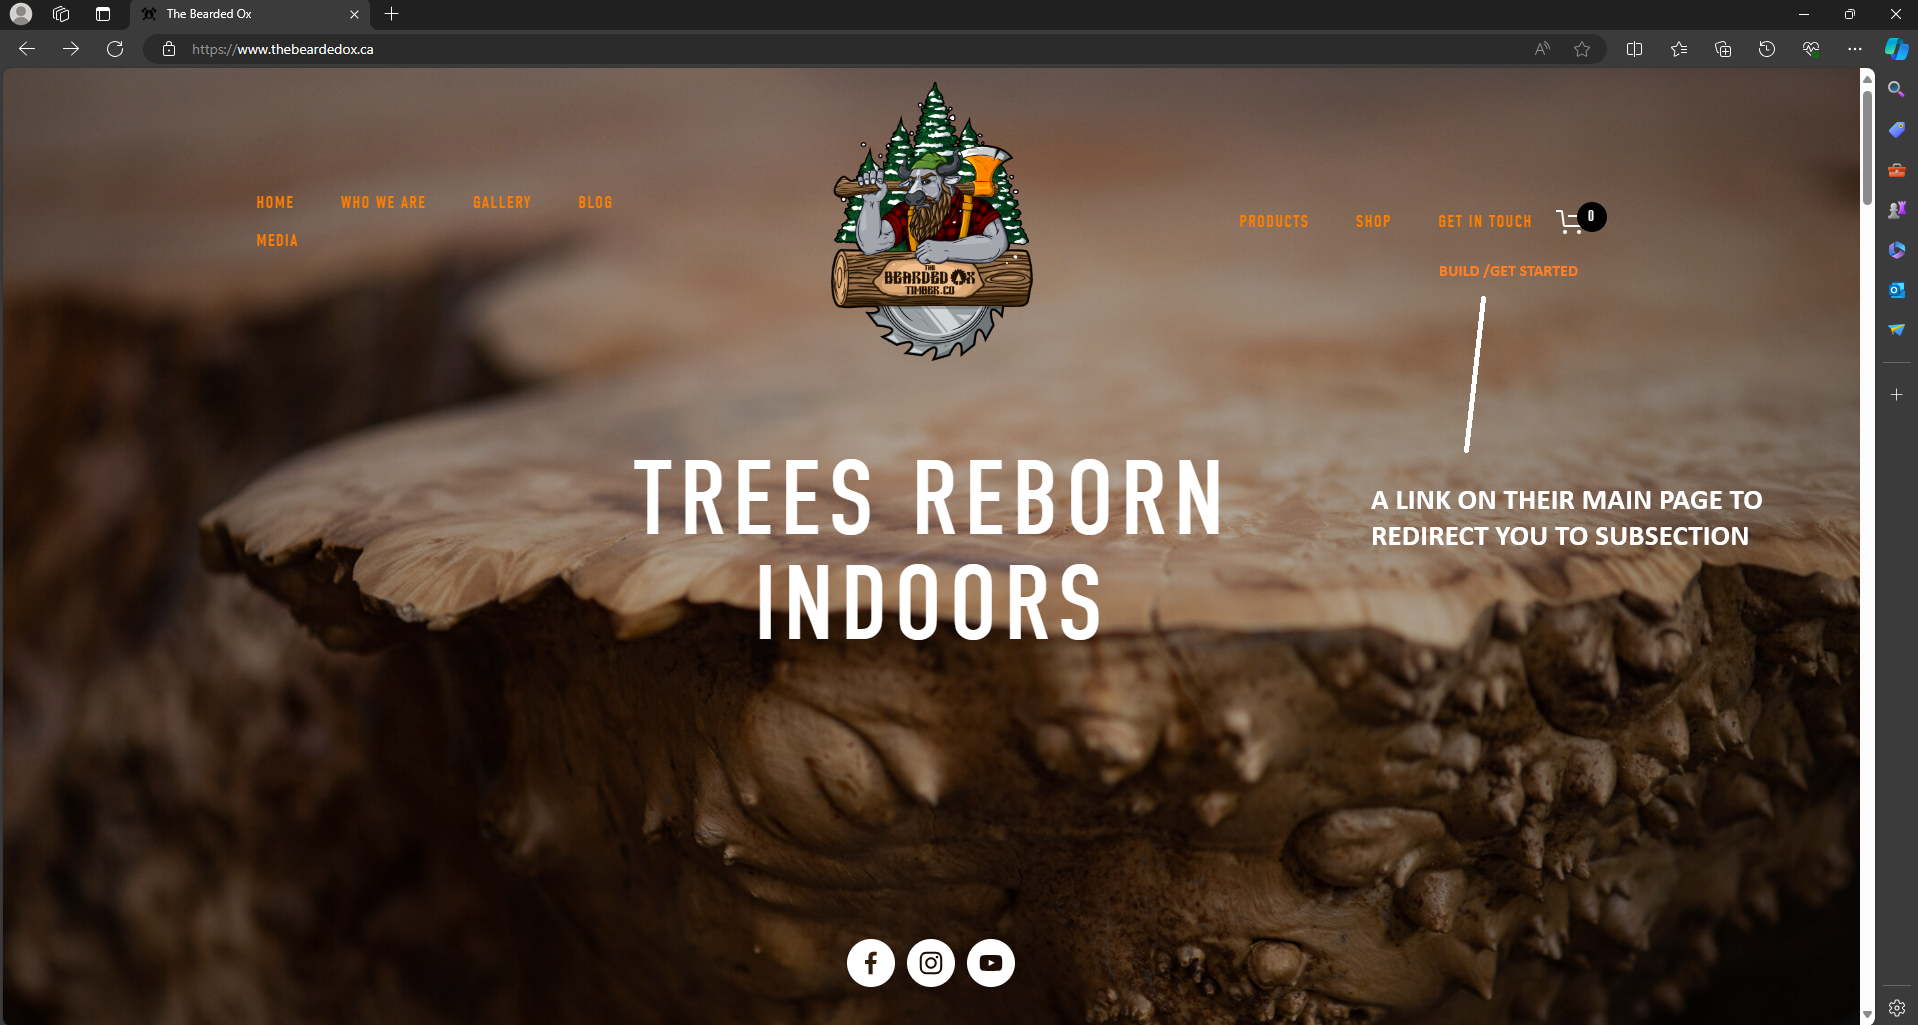 The Bearded Ox
https://www.thebeardedox.ca
HOME WHO WE ARE GALLERY BLOG
MEDIA
THE
BEARDED OX
TIMBER.CO
PRODUCTS SHOP GET IN TOUCH 0
BUILD /GET STARTED
TREES REBORN
INDOORS
A LINK ON THEIR MAIN PAGE TO
REDIRECT YOU TO SUBSECTION